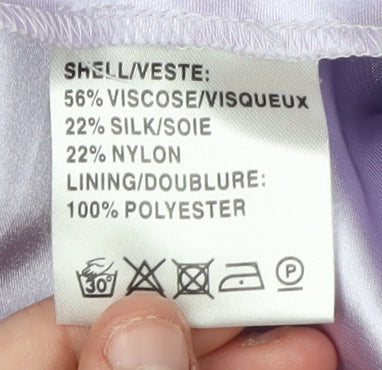 SHELL/VESTE:
56% VISCOSE/VISQUEUX
22% SILK/SOIE
22% NYLON
LINING/DOUBLURE:
100% POLYESTER
30° P